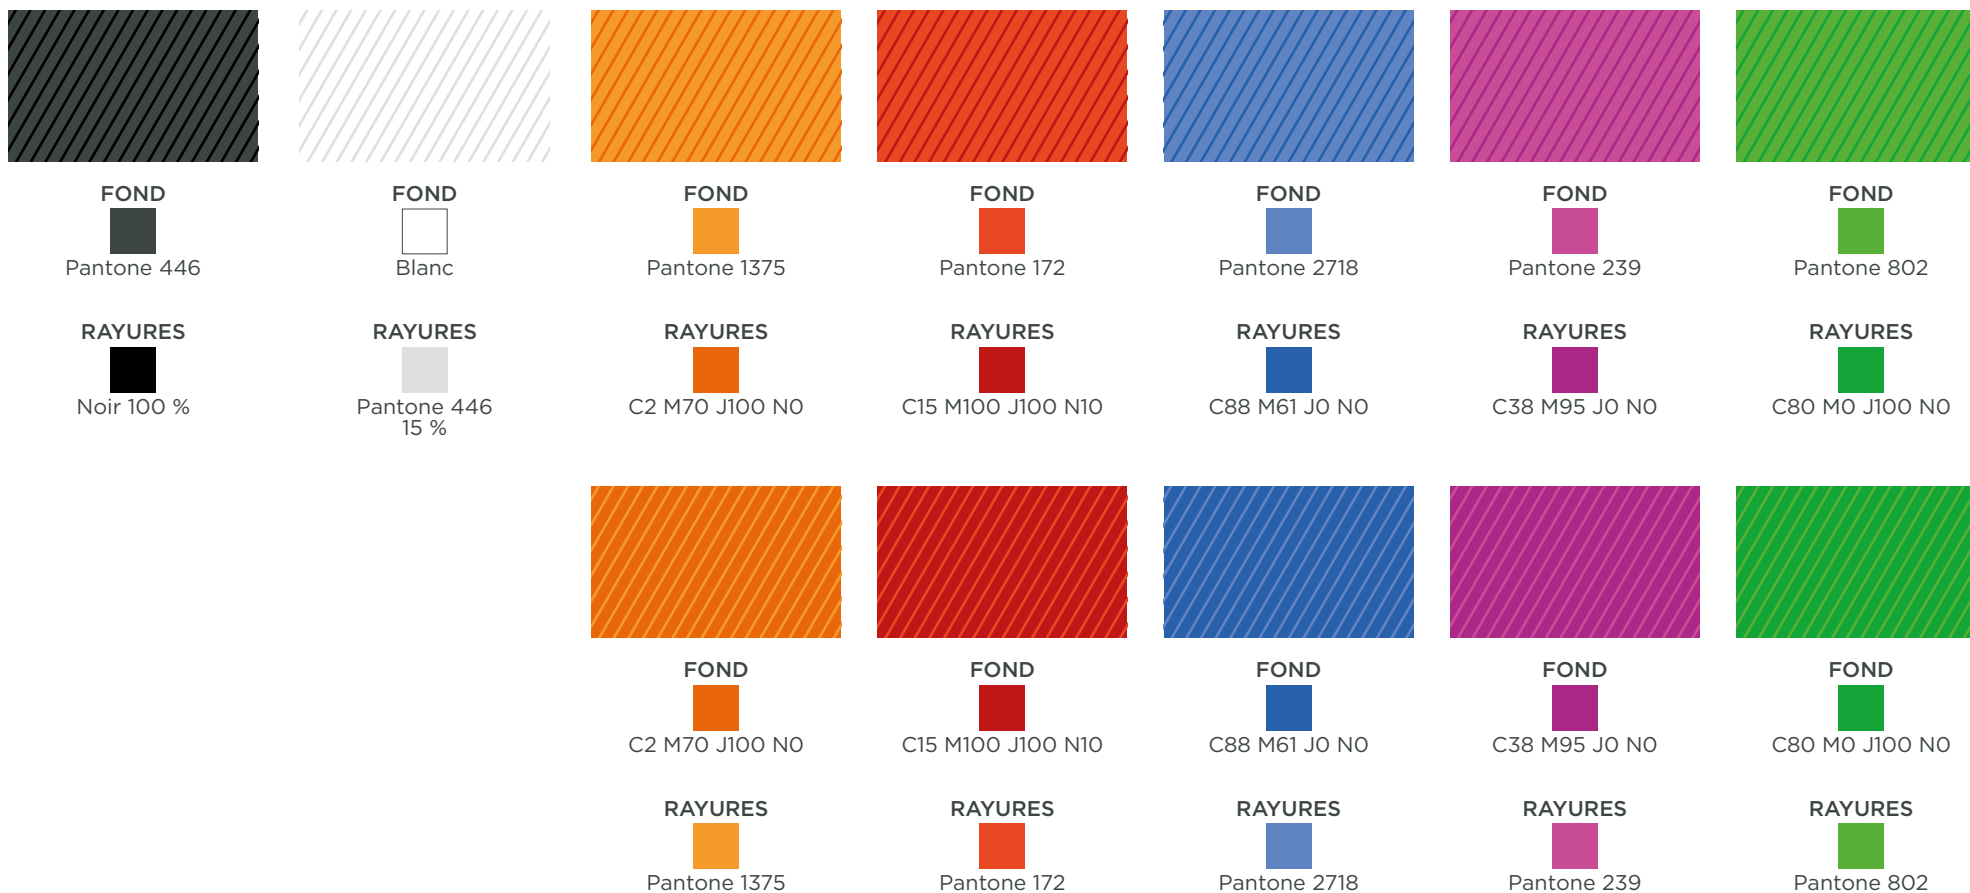 FOND FOND FOND FOND FOND FOND FOND
Pantone 446 Blanc Pantone 1375 Pantone 172 Pantone 2718 Pantone 239 Pantone 802
RAYURES RAYURES RAYURES RAYURES RAYURES RAYURES RAYURES
Noir 100 % Pantone 446 C2 M70 J100 N0 C15 M100 J100 N10 C88 M61 J0 N0 C38 M95 J0 N0 C80 M0 J100 N0
15 %
FOND FOND FOND FOND FOND
C2 M70 J100 N0 C15 M100 J100 N10 C88 M61 J0 N0 C38 M95 J0 N0 C80 M0 J100 N0
RAYURES RAYURES RAYURES RAYURES RAYURES
Pantone 1375 Pantone 172 Pantone 2718 Pantone 239 Pantone 802